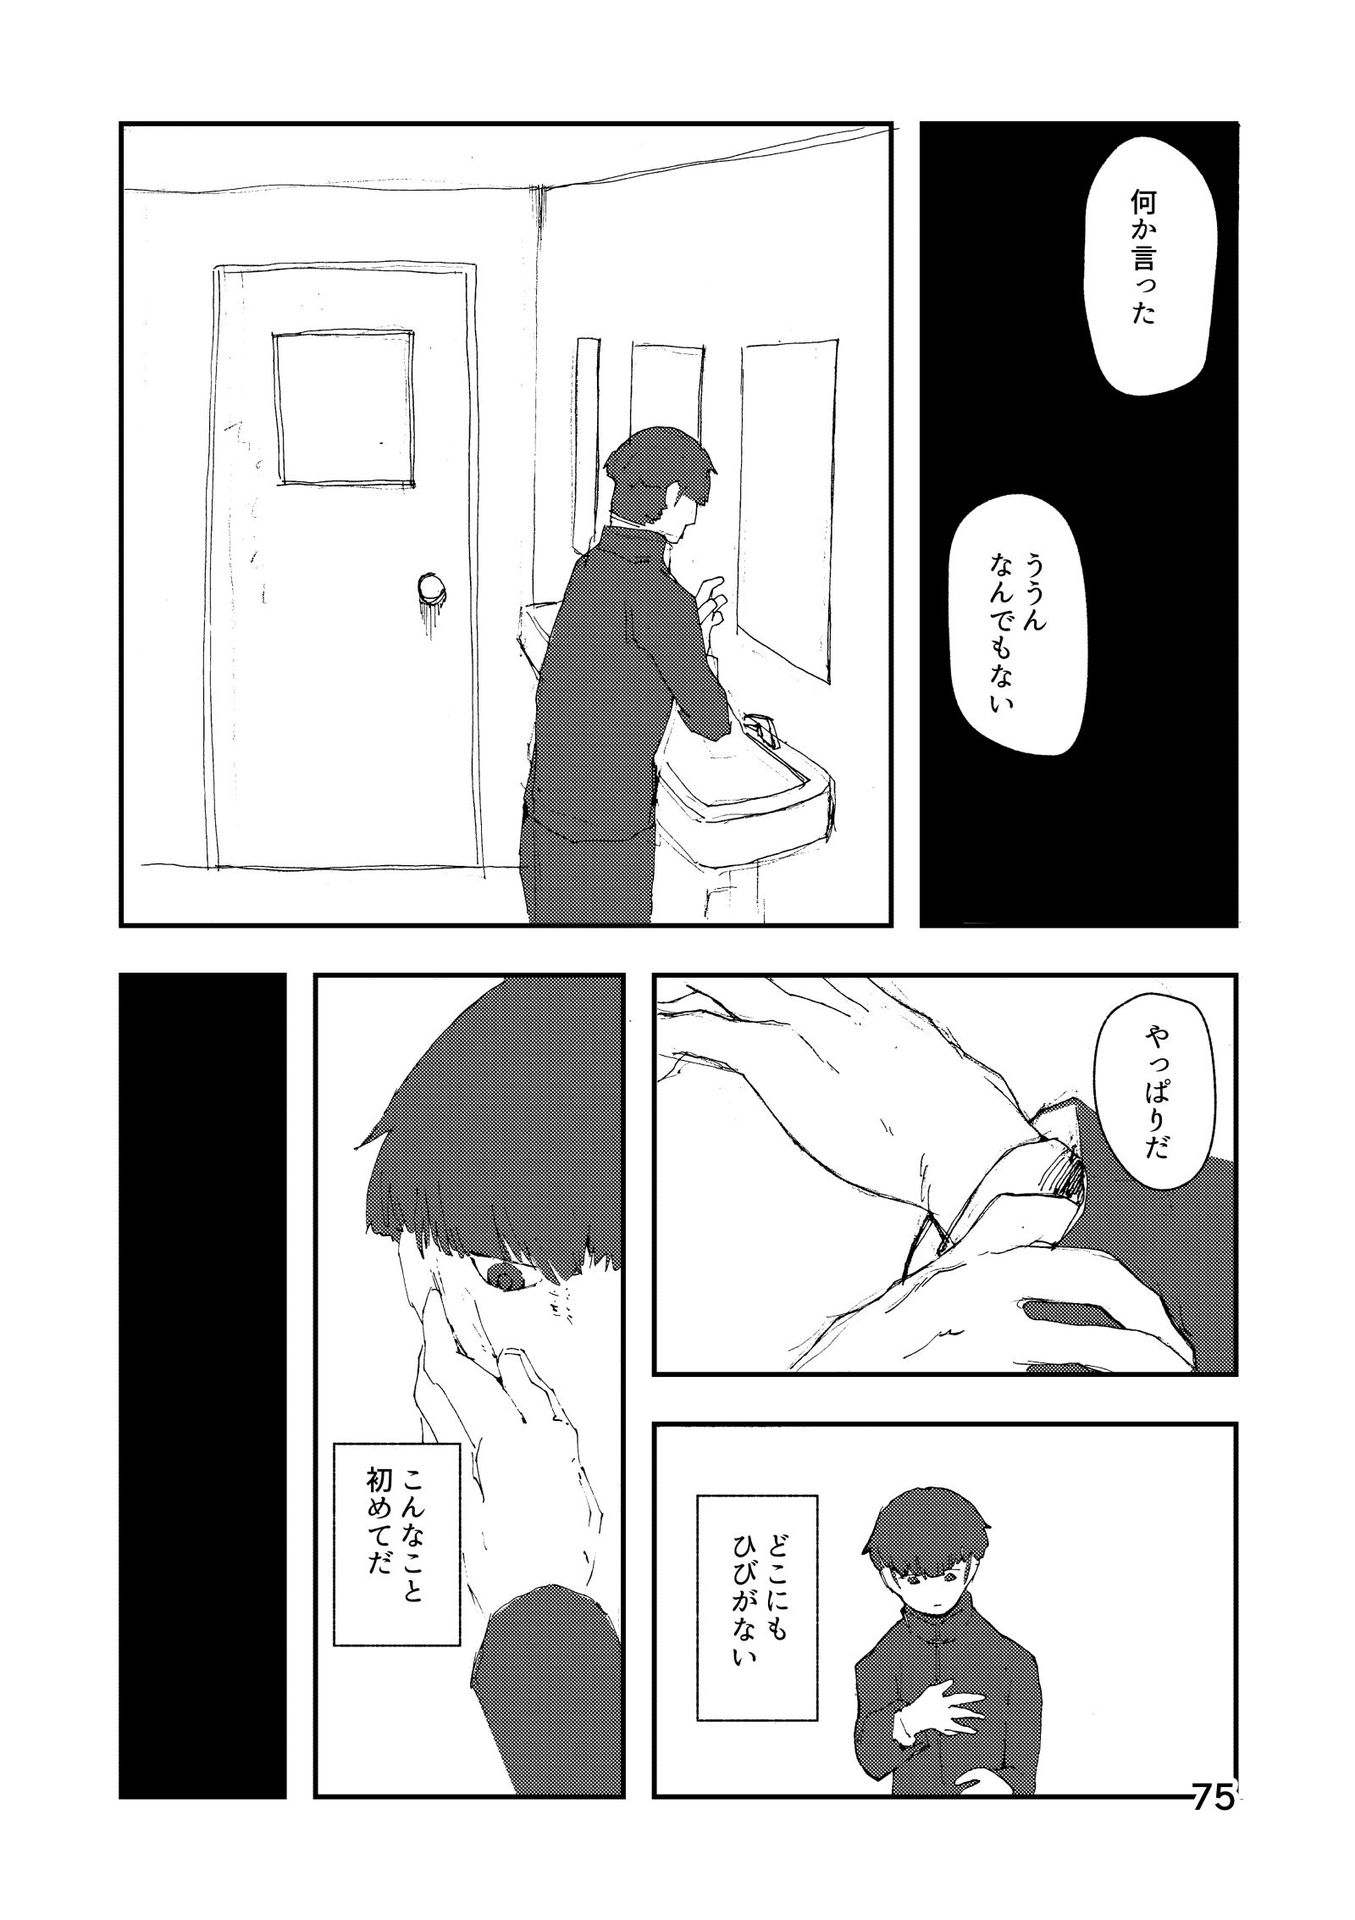 何か言った
ううん
なんでもない
やっぱりだ
どこにも
ひびがない
こんなこと
初めてだ
75